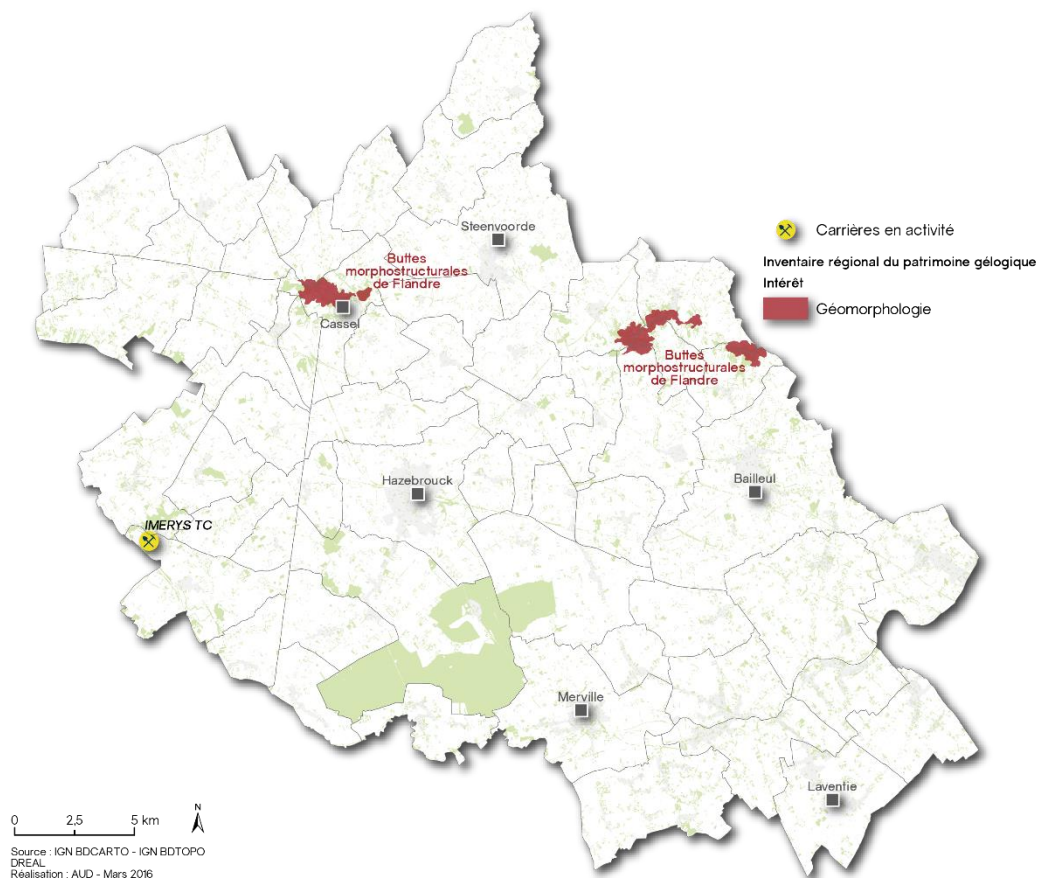 Steenvoorde
Buttes
morphostructurales
de Flandre
Cassel
Carrières en activité
Inventaire régional du patrimoine gélogique
Intérêt
Géomorphologie
Buttes
morphostructurales
de Flandre
Hazebrouck
Bailleul
IMERYS TC
Merville
Laventie
0 2,5 5 km
N
Source : IGN BDCARTO - IGN BDTOPO
DREAL
Réalisation : AUD - Mars 2016